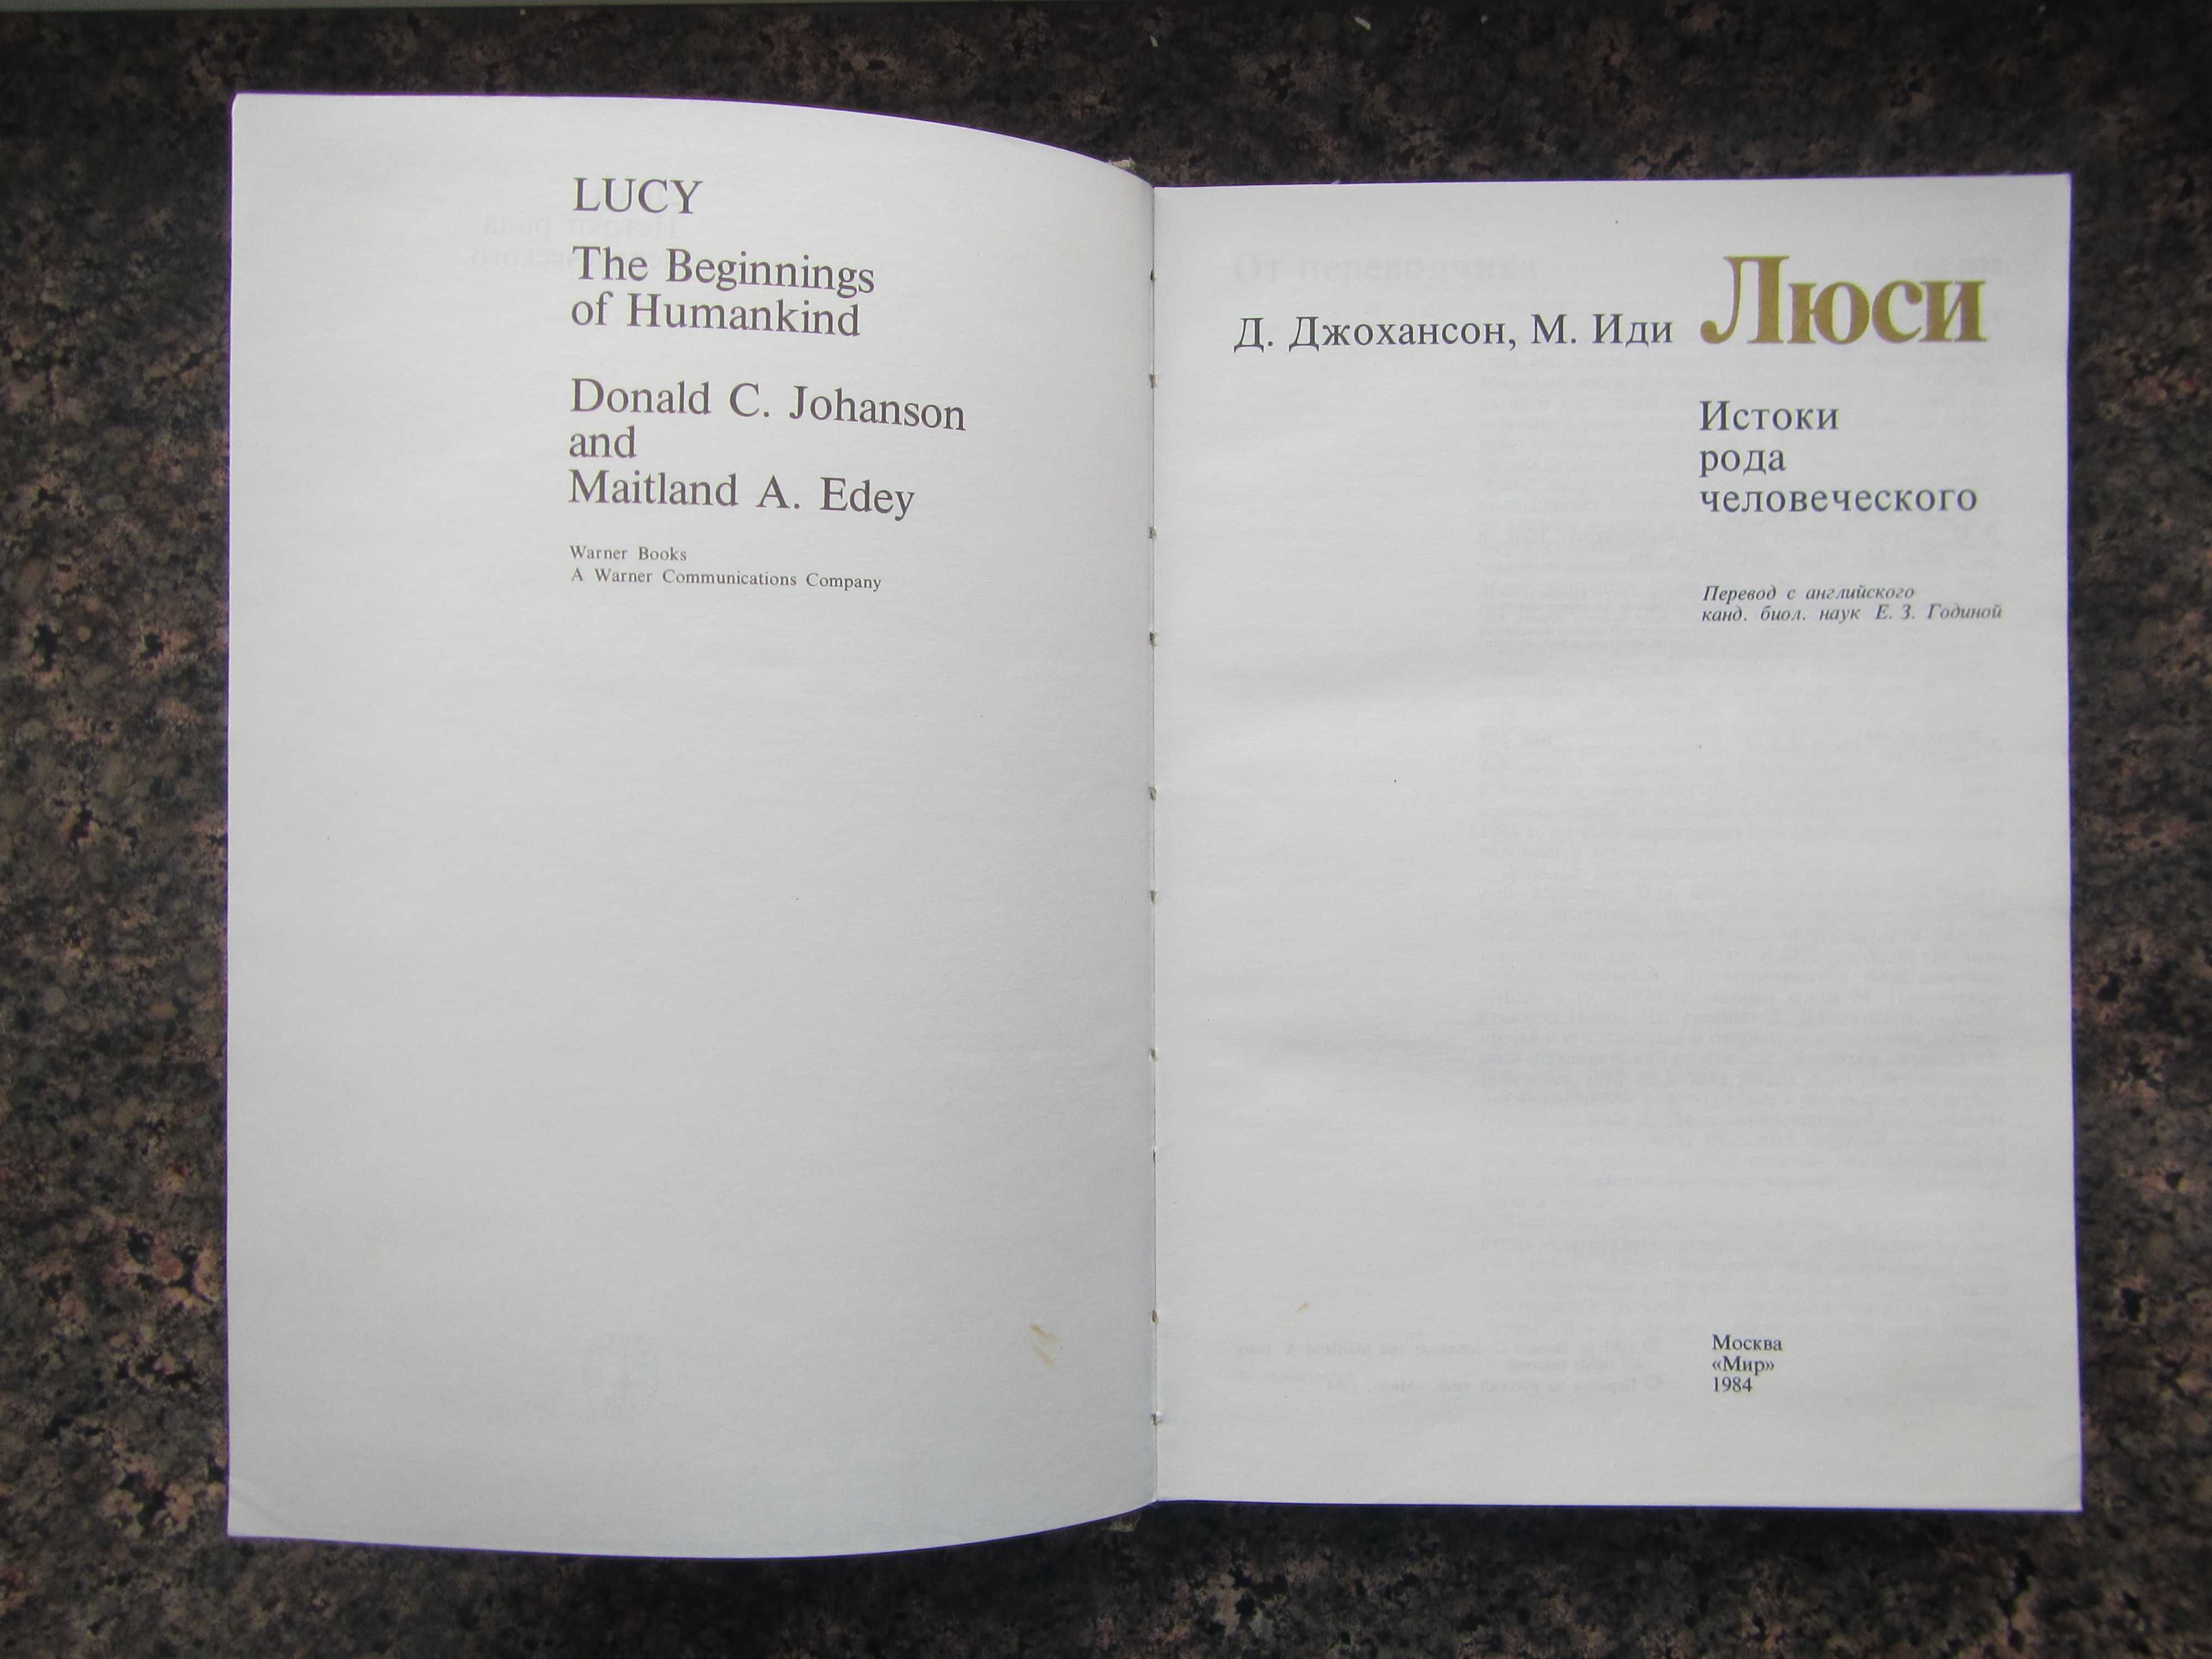 LUCY
The Beginnings
of Humankind
Donald C. Johanson
and
Maitland A. Edey
Warner Books
A Warner Communications Company
Д. Джохансон, М. Иди Люси
Истоки
рода
человеческого
Перевод с английского
канд. биол. наук Е. З. Годиной
Москва
«Мир»
1984